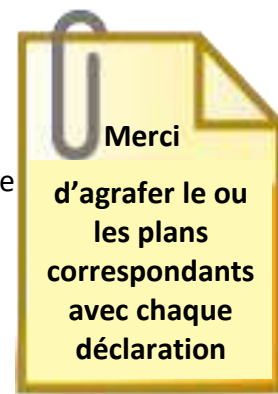 Merci
e
d’agrafer le ou
les plans
correspondants
avec chaque
déclaration